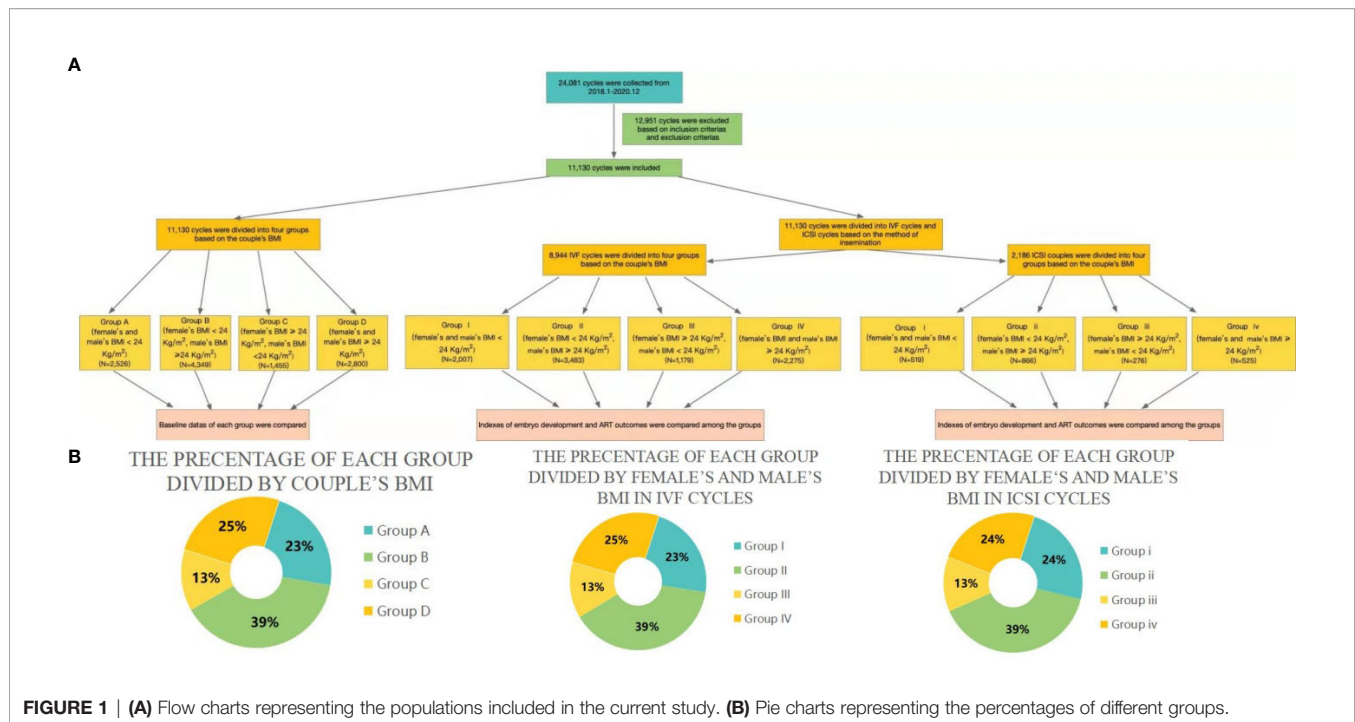 A
24,081 cycles were collected from
2018.1-2020.12
12,951 cycles were excluded
based on inclusion criterias
and exclusion criterias
11,130 cycles were included
11,130 cycles were divided into four groups
based on the couple's BMI
11,130 cycles were divided into IVF cycles and
ICSI cycles based on the method of
insemination
8,944 IVF cycles were divided into four groups
based on the couple's BMI
2,186 ICSI couples were divided into four
groups based on the couple's BMI
Group A
(female's and
male's BMI < 24
Kg/m²)
(N=2,526)
Group B
(female's BMI < 24
Kg/m², male's BMI
≥24 Kg/m²)
(N=4,349)
Group C
(female's BMI ≥ 24
Kg/m², male's BMI
<24 Kg/m²)
(N=1,455)
Group D
(female's and
male's BMI ≥ 24
Kg/m²)
(N=2,800)
Group I
(female's and male's BMI <
24 Kg/m²)
(N=2,007)
Group II
(female's BMI < 24 Kg/m²,
male's BMI ≥ 24 Kg/m²)
(N=3,483)
Group III
(female's BMI ≥ 24 Kg/m²,
male's BMI < 24 Kg/m²)
(N=1,179)
Group IV
(female BMI and male's BMI
≥ 24 Kg/m²)
(N=2,275)
Group i
(female's and male's BMI <
24 Kg/m²)
(N=519)
Group ii
(female's BMI < 24 Kg/m²,
male's BMI ≥ 24 Kg/m²)
(N=866)
Group iii
(female's BMI ≥ 24 Kg/m²,
male's BMI < 24 Kg/m²)
(N=276)
Group iv
(female's and male's BMI ≥
24 Kg/m²)
(N=525)
Baseline datas of each group were compared
Indexes of embryo development and ART outcomes were compared among the groups
Indexes of embryo development and ART outcomes were compared among the groups
B
THE PRECENTAGE OF EACH GROUP
DIVIDED BY COUPLE'S BMI
25%
23%
13%
39%
Group A
Group B
Group C
Group D
THE PRECENTAGE OF EACH GROUP
DIVIDED BY FEMALE'S AND MALE'S
BMI IN IVF CYCLES
25%
23%
13%
39%
Group I
Group II
Group III
Group IV
THE PRECENTAGE OF EACH GROUP
DIVIDED BY FEMALE'S AND MALE'S
BMI IN ICSI CYCLES
24%
24%
13%
39%
Group i
Group ii
Group iii
Group iv
FIGURE 1 | (A) Flow charts representing the populations included in the current study. (B) Pie charts representing the percentages of different groups.